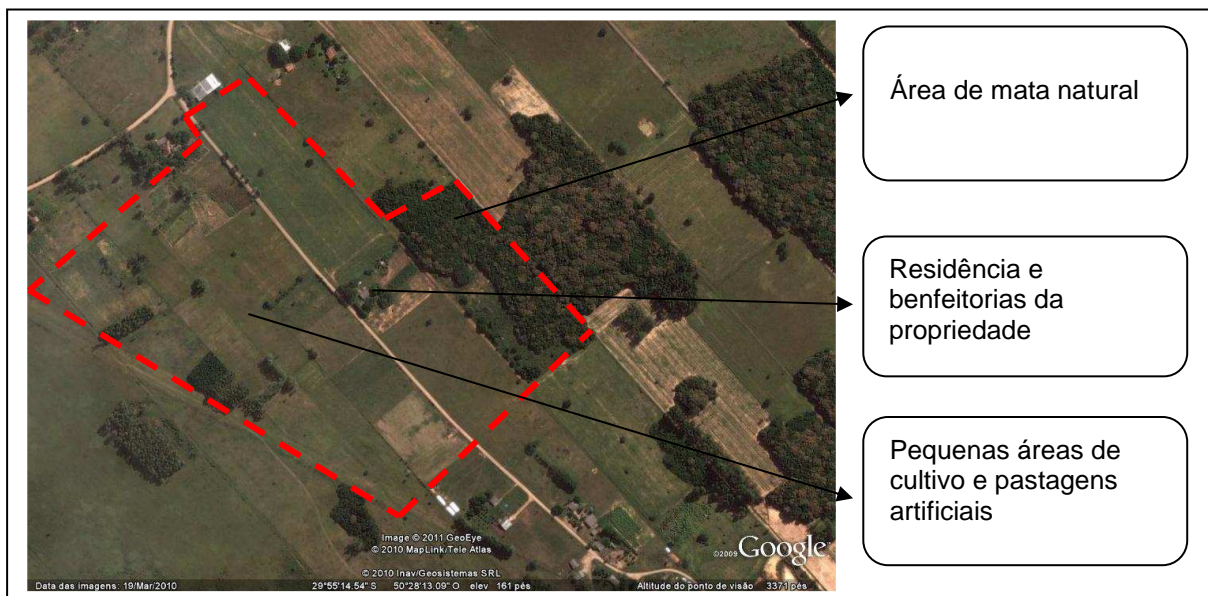 Área de mata natural
Residência e
benfeitorias da
propriedade
Pequenas áreas de
cultivo e pastagens
artificiais
Image © 2011 GeoEye
© 2010 MapLink/Tele Atlas
© 2010 Inav/Geosistemas SRL
©2009 Google™
Data das imagens: 19/Mar/2010 29°55'14.54" S 50°28'13.09" O elev 161 pés Altitude do ponto de visão 3371 pés